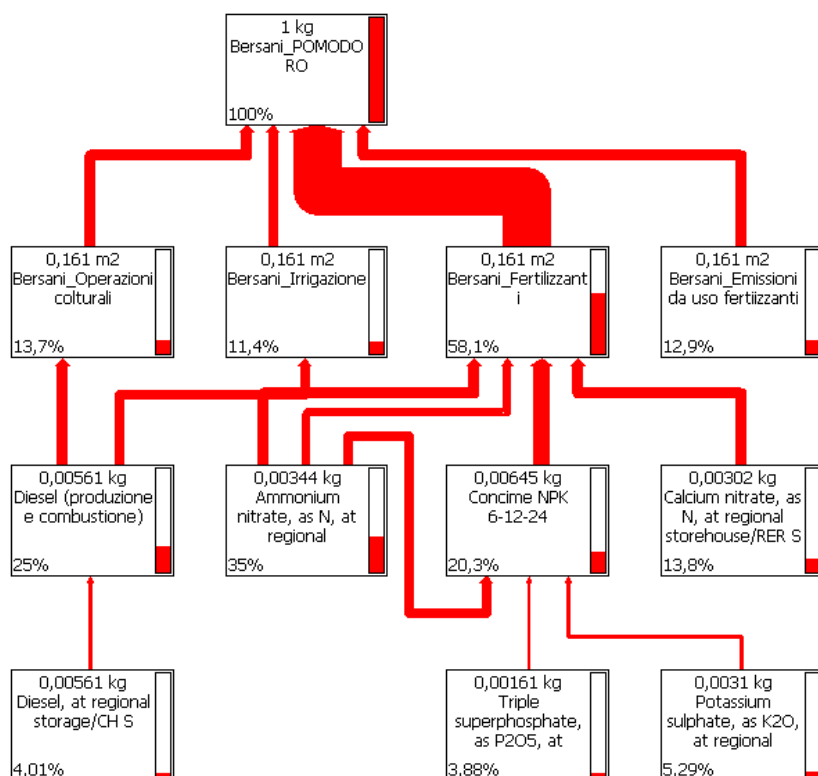 1 kg
Bersani_POMODO
RO
100%
0,161 m2
Bersani_Operazioni
colturali
13,7%
0,161 m2
Bersani_Irrigazione
11,4%
0,161 m2
Bersani_Fertilizzant
i
58,1%
0,161 m2
Bersani_Emissioni
da uso fertiizzanti
12,9%
0,00561 kg
Diesel (produzione
e combustione)
25%
0,00344 kg
Ammonium
nitrate, as N, at
regional
35%
0,00645 kg
Concime NPK
6-12-24
20,3%
0,00302 kg
Calcium nitrate, as
N, at regional
storehouse/RER S
13,8%
0,00561 kg
Diesel, at regional
storage/CH S
4,01%
0,00161 kg
Triple
superphosphate,
as P2O5, at
3,88%
0,0031 kg
Potassium
sulphate, as K2O,
at regional
5,29%